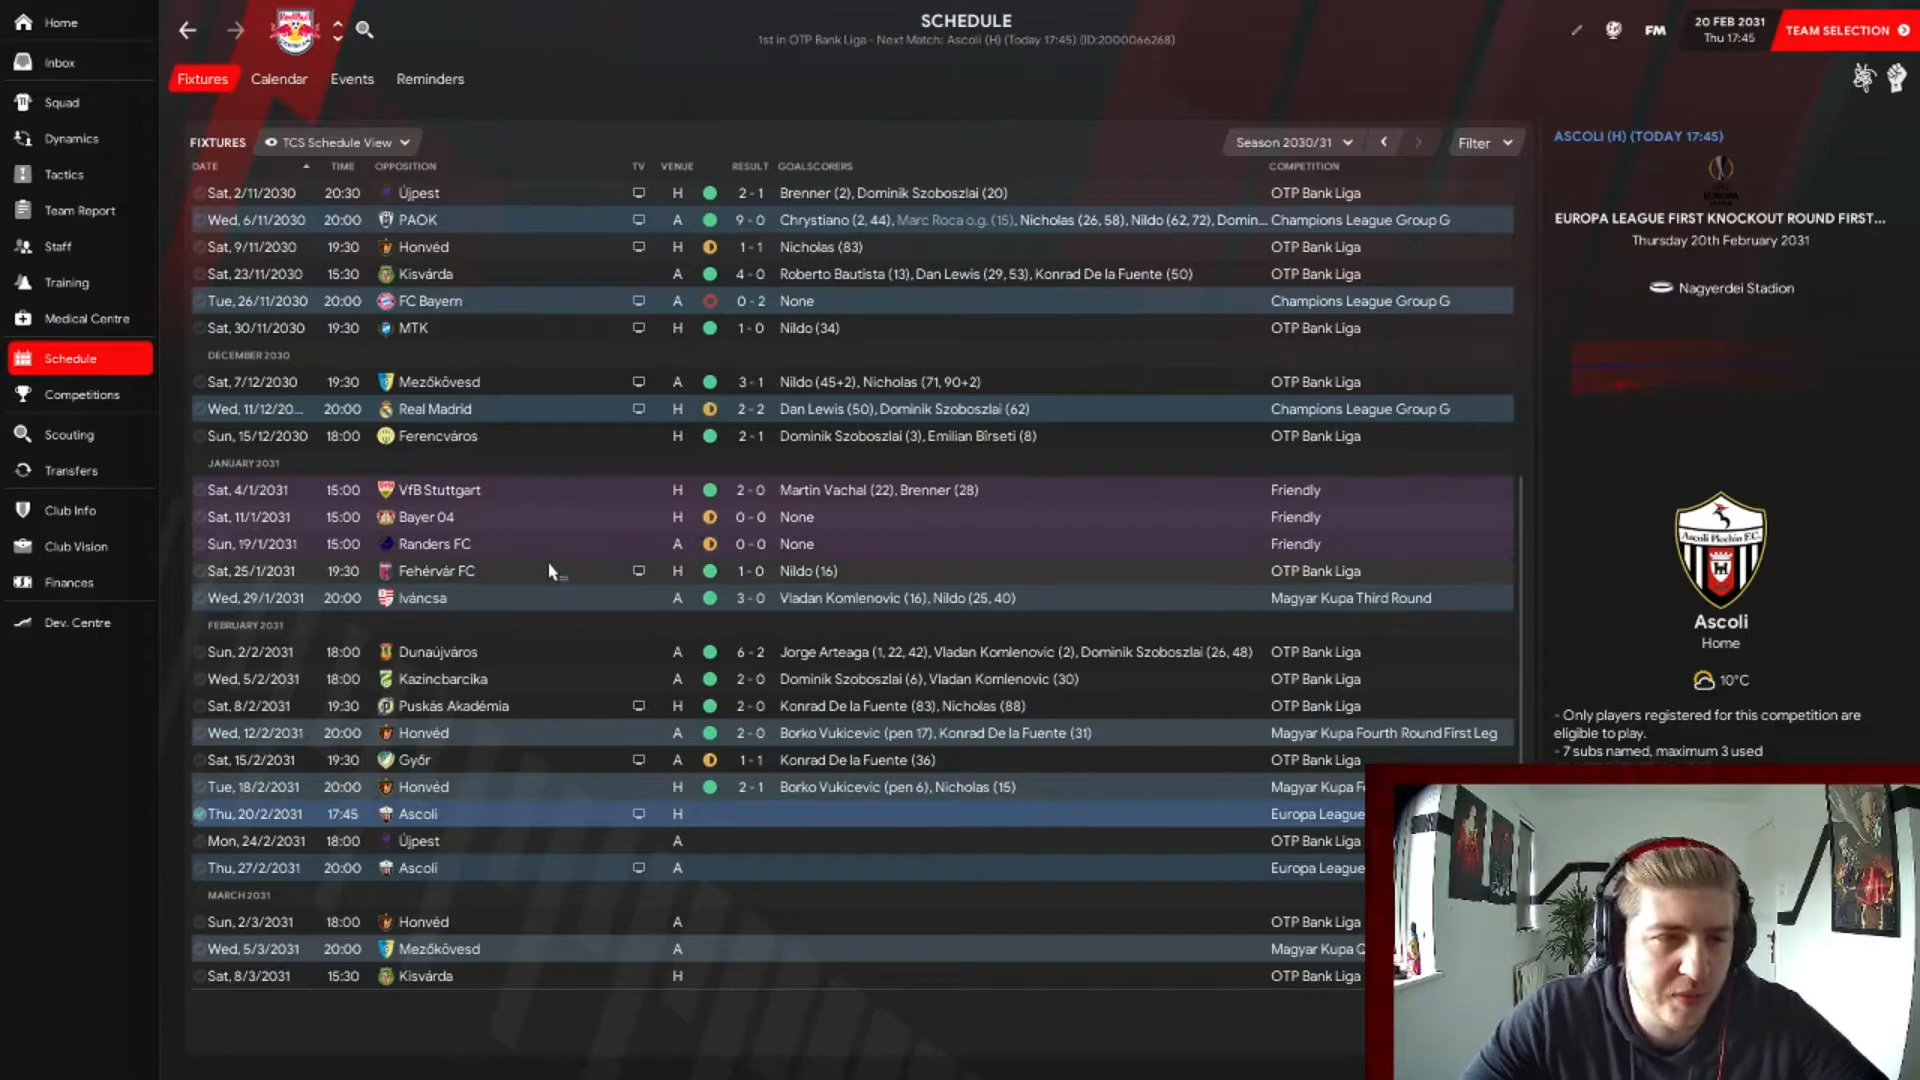 Home
Inbox
Squad
Dynamics
Tactics
Team Report
Staff
Training
Medical Centre
Schedule
Competitions
Scouting
Transfers
Club Info
Club Vision
Finances
Dev. Centre
SCHEDULE
1st in OTP Bank Liga - Next Match: Ascoli (H) (Today 17:45) (ID:2000066268)
FM
20 FEB 2031
Thu 17:45
TEAM SELECTION
Fixtures Calendar Events Reminders
FIXTURES TCS Schedule View Season 2030/31 Filter
DATE TIME OPPOSITION TV VENUE RESULT GOALSCORERS COMPETITION
Sat, 2/11/2030 20:30 Újpest H 2 - 1 Brenner (2), Dominik Szoboszlai (20) OTP Bank Liga
Wed, 6/11/2030 20:00 PAOK A 9 - 0 Chrystiano (2, 44), Marc Roca o.g. (15), Nicholas (26, 58), Nildo (62, 72), Domin... Champions League Group G
Sat, 9/11/2030 19:30 Honvéd H 1 - 1 Nicholas (83) OTP Bank Liga
Sat, 23/11/2030 15:30 Kisvárda A 4 - 0 Roberto Bautista (13), Dan Lewis (29, 53), Konrad De la Fuente (50) OTP Bank Liga
Tue, 26/11/2030 20:00 FC Bayern A 0 - 2 None Champions League Group G
Sat, 30/11/2030 19:30 MTK H 1 - 0 Nildo (34) OTP Bank Liga
DECEMBER 2030
Sat, 7/12/2030 19:30 Mezőkövesd A 3 - 1 Nildo (45+2), Nicholas (71, 90+2) OTP Bank Liga
Wed, 11/12/20... 20:00 Real Madrid H 2 - 2 Dan Lewis (50), Dominik Szoboszlai (62) Champions League Group G
Sun, 15/12/2030 18:00 Ferencváros H 2 - 1 Dominik Szoboszlai (3), Emilian Bîrseti (8) OTP Bank Liga
JANUARY 2031
Sat, 4/1/2031 15:00 VfB Stuttgart H 2 - 0 Martin Vachal (22), Brenner (28) Friendly
Sat, 11/1/2031 15:00 Bayer 04 H 0 - 0 None Friendly
Sun, 19/1/2031 15:00 Randers FC A 0 - 0 None Friendly
Sat, 25/1/2031 19:30 Fehérvár FC H 1 - 0 Nildo (16) OTP Bank Liga
Wed, 29/1/2031 20:00 Iváncsa A 3 - 0 Vladan Komlenovic (16), Nildo (25, 40) Magyar Kupa Third Round
FEBRUARY 2031
Sun, 2/2/2031 18:00 Dunaújváros A 6 - 2 Jorge Arteaga (1, 22, 42), Vladan Komlenovic (2), Dominik Szoboszlai (26, 48) OTP Bank Liga
Wed, 5/2/2031 18:00 Kazincbarcika A 2 - 0 Dominik Szoboszlai (6), Vladan Komlenovic (30) OTP Bank Liga
Sat, 8/2/2031 19:30 Puskás Akadémia H 2 - 0 Konrad De la Fuente (83), Nicholas (88) OTP Bank Liga
Wed, 12/2/2031 20:00 Honvéd A 2 - 0 Borko Vukicevic (pen 17), Konrad De la Fuente (31) Magyar Kupa Fourth Round First Leg
Sat, 15/2/2031 19:30 Győr A 1 - 1 Konrad De la Fuente (36) OTP Bank Liga
Tue, 18/2/2031 20:00 Honvéd H 2 - 1 Borko Vukicevic (pen 6), Nicholas (15) Magyar Kupa F
Thu, 20/2/2031 17:45 Ascoli H Europa League
Mon, 24/2/2031 18:00 Újpest A OTP Bank Liga
Thu, 27/2/2031 20:00 Ascoli A Europa League
MARCH 2031
Sun, 2/3/2031 18:00 Honvéd A OTP Bank Liga
Wed, 5/3/2031 20:00 Mezőkövesd A Magyar Kupa Q
Sat, 8/3/2031 15:30 Kisvárda H OTP Bank Liga
ASCOLI (H) (TODAY 17:45)
EUROPA LEAGUE FIRST KNOCKOUT ROUND FIRST...
Thursday 20th February 2031
Nagyerdei Stadion
Ascoli Picchio F.C.
Ascoli
Home
10°C
- Only players registered for this competition are
eligible to play.
- 7 subs named, maximum 3 used